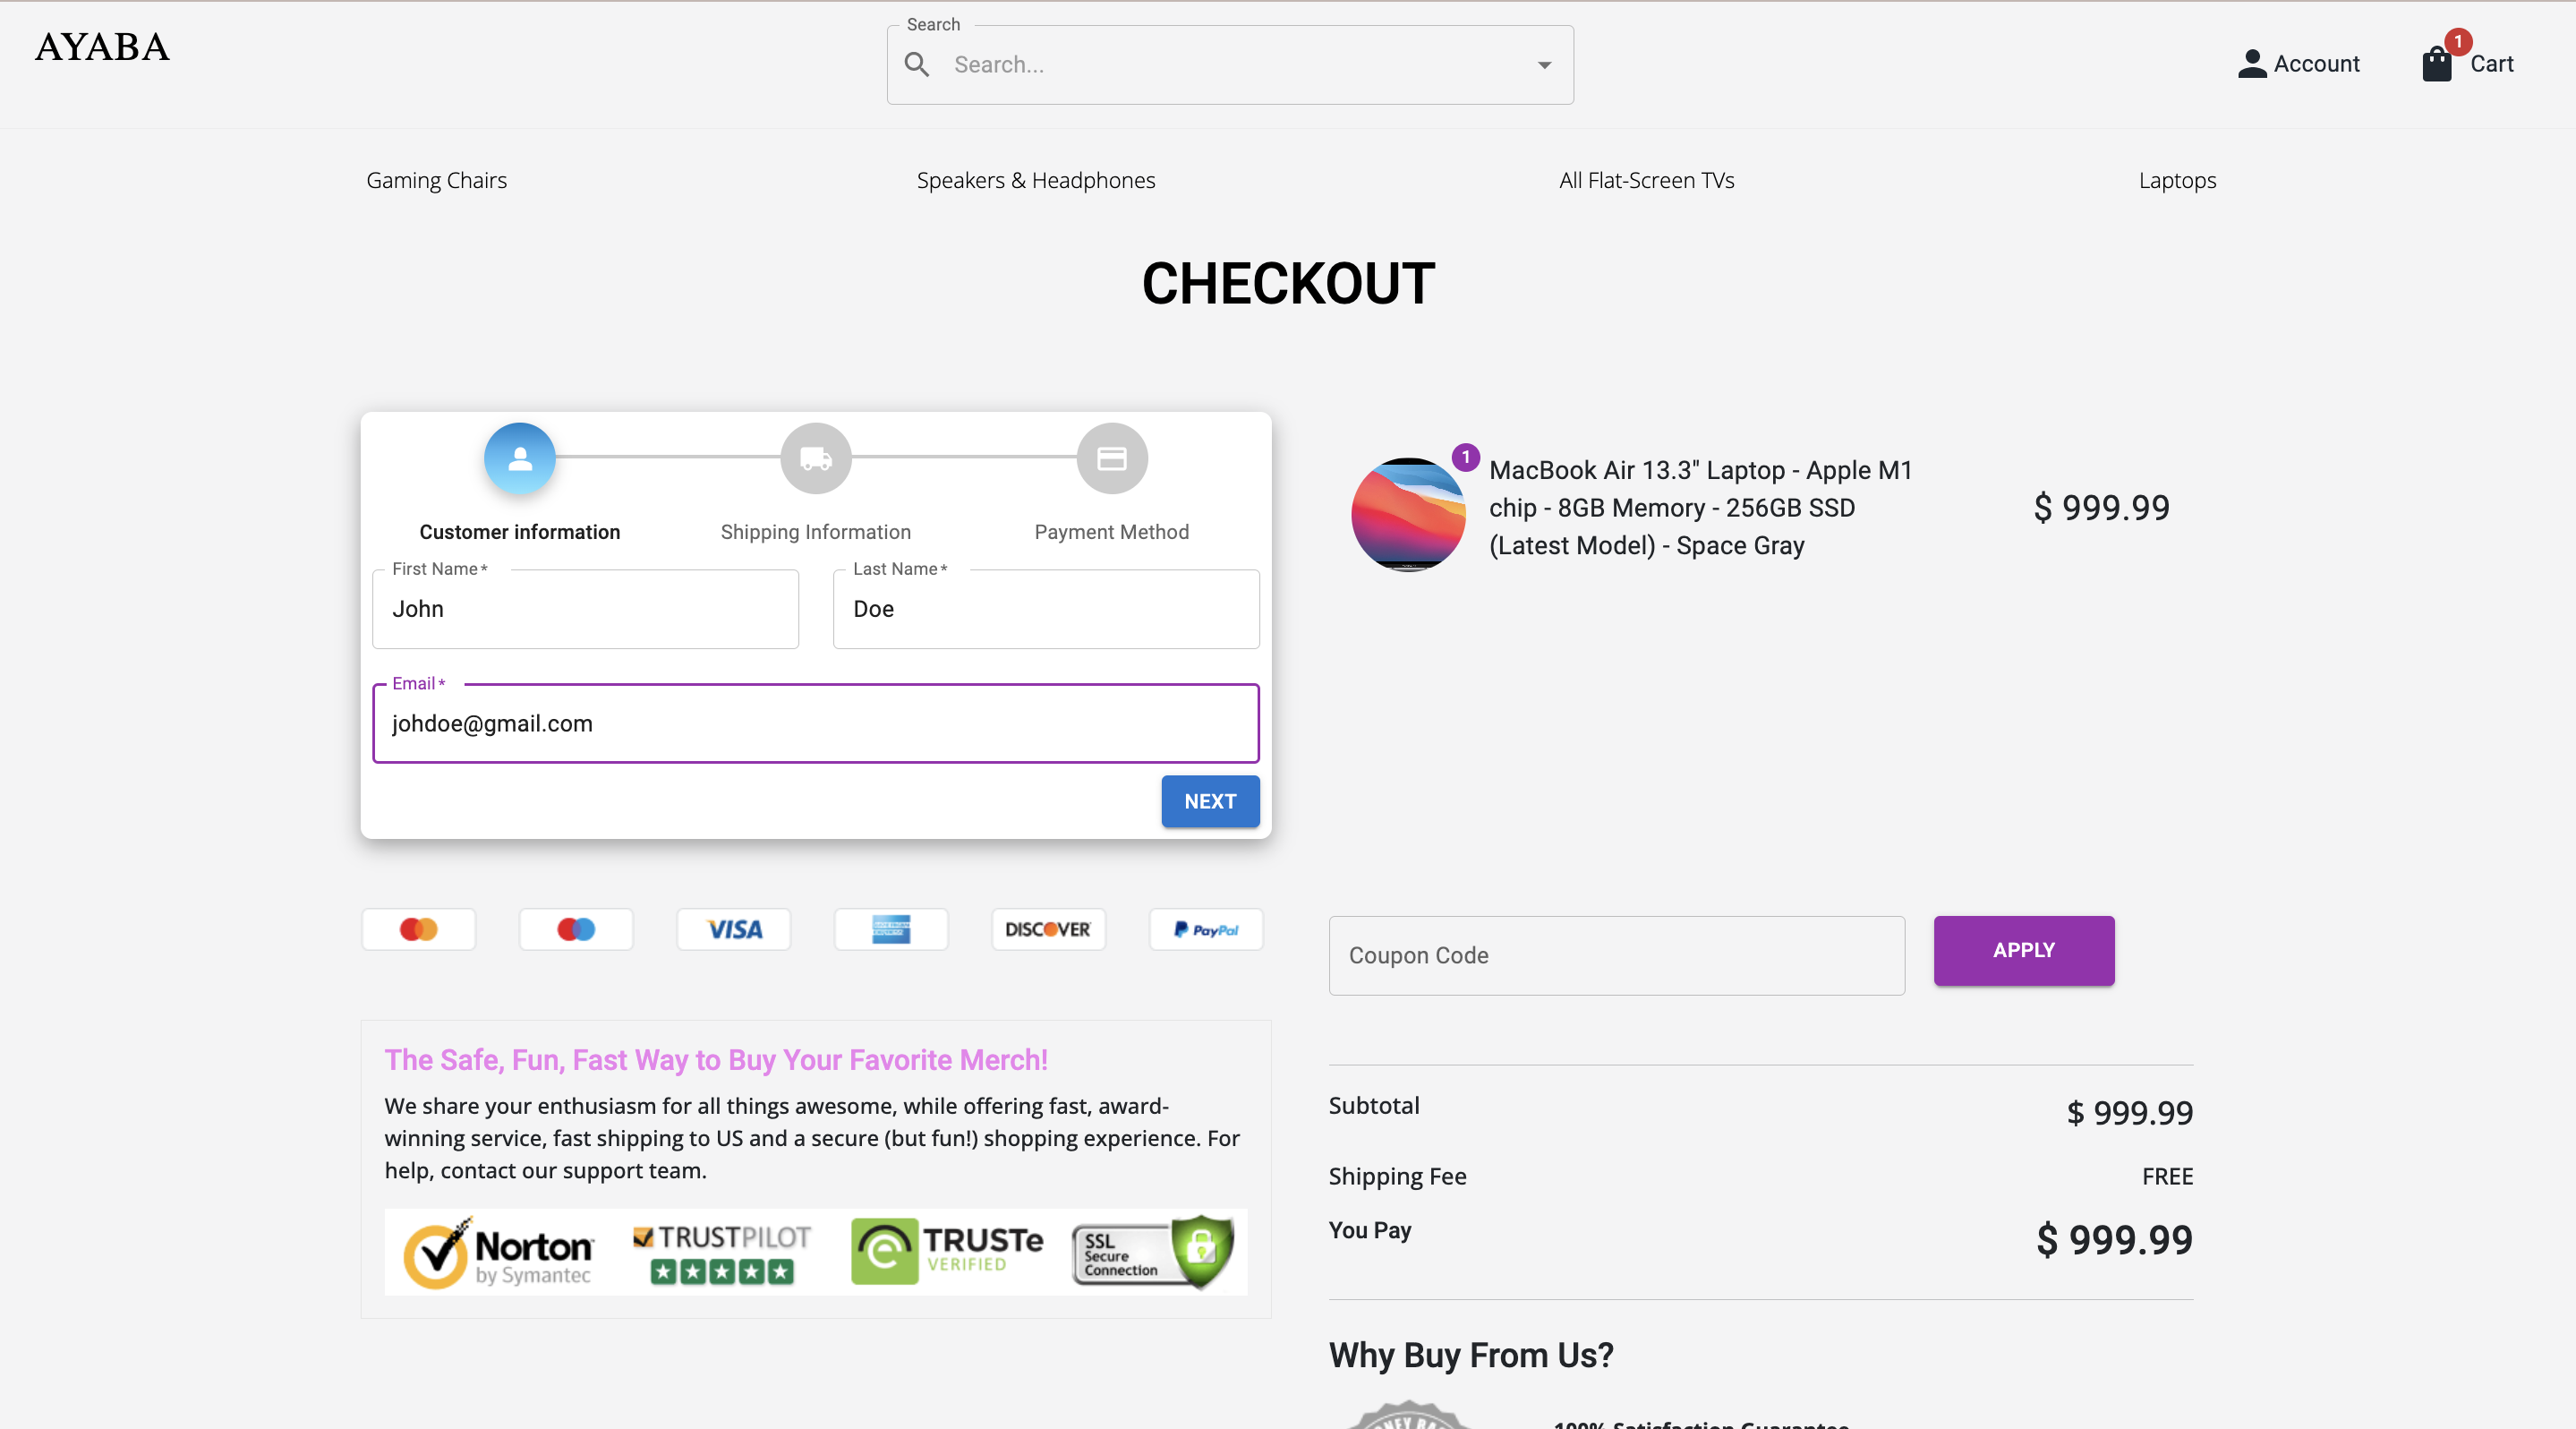 AYABA
Search
Search...
Account
1
Cart
Gaming Chairs
Speakers & Headphones
All Flat-Screen TVs
Laptops
CHECKOUT
Customer information
Shipping Information
Payment Method
First Name *
John
Last Name *
Doe
Email *
johdoe@gmail.com
NEXT
1
MacBook Air 13.3" Laptop - Apple M1
chip - 8GB Memory - 256GB SSD
(Latest Model) - Space Gray
$ 999.99
VISA
DISCOVER
PayPal
The Safe, Fun, Fast Way to Buy Your Favorite Merch!
We share your enthusiasm for all things awesome, while offering fast, award-
winning service, fast shipping to US and a secure (but fun!) shopping experience. For
help, contact our support team.
Norton
by Symantec
TRUSTPILOT
TRUSTe
VERIFIED
SSL
Secure
Connection
Coupon Code
APPLY
Subtotal
$ 999.99
Shipping Fee
FREE
You Pay
$ 999.99
Why Buy From Us?
100% Satisfaction Guarantee